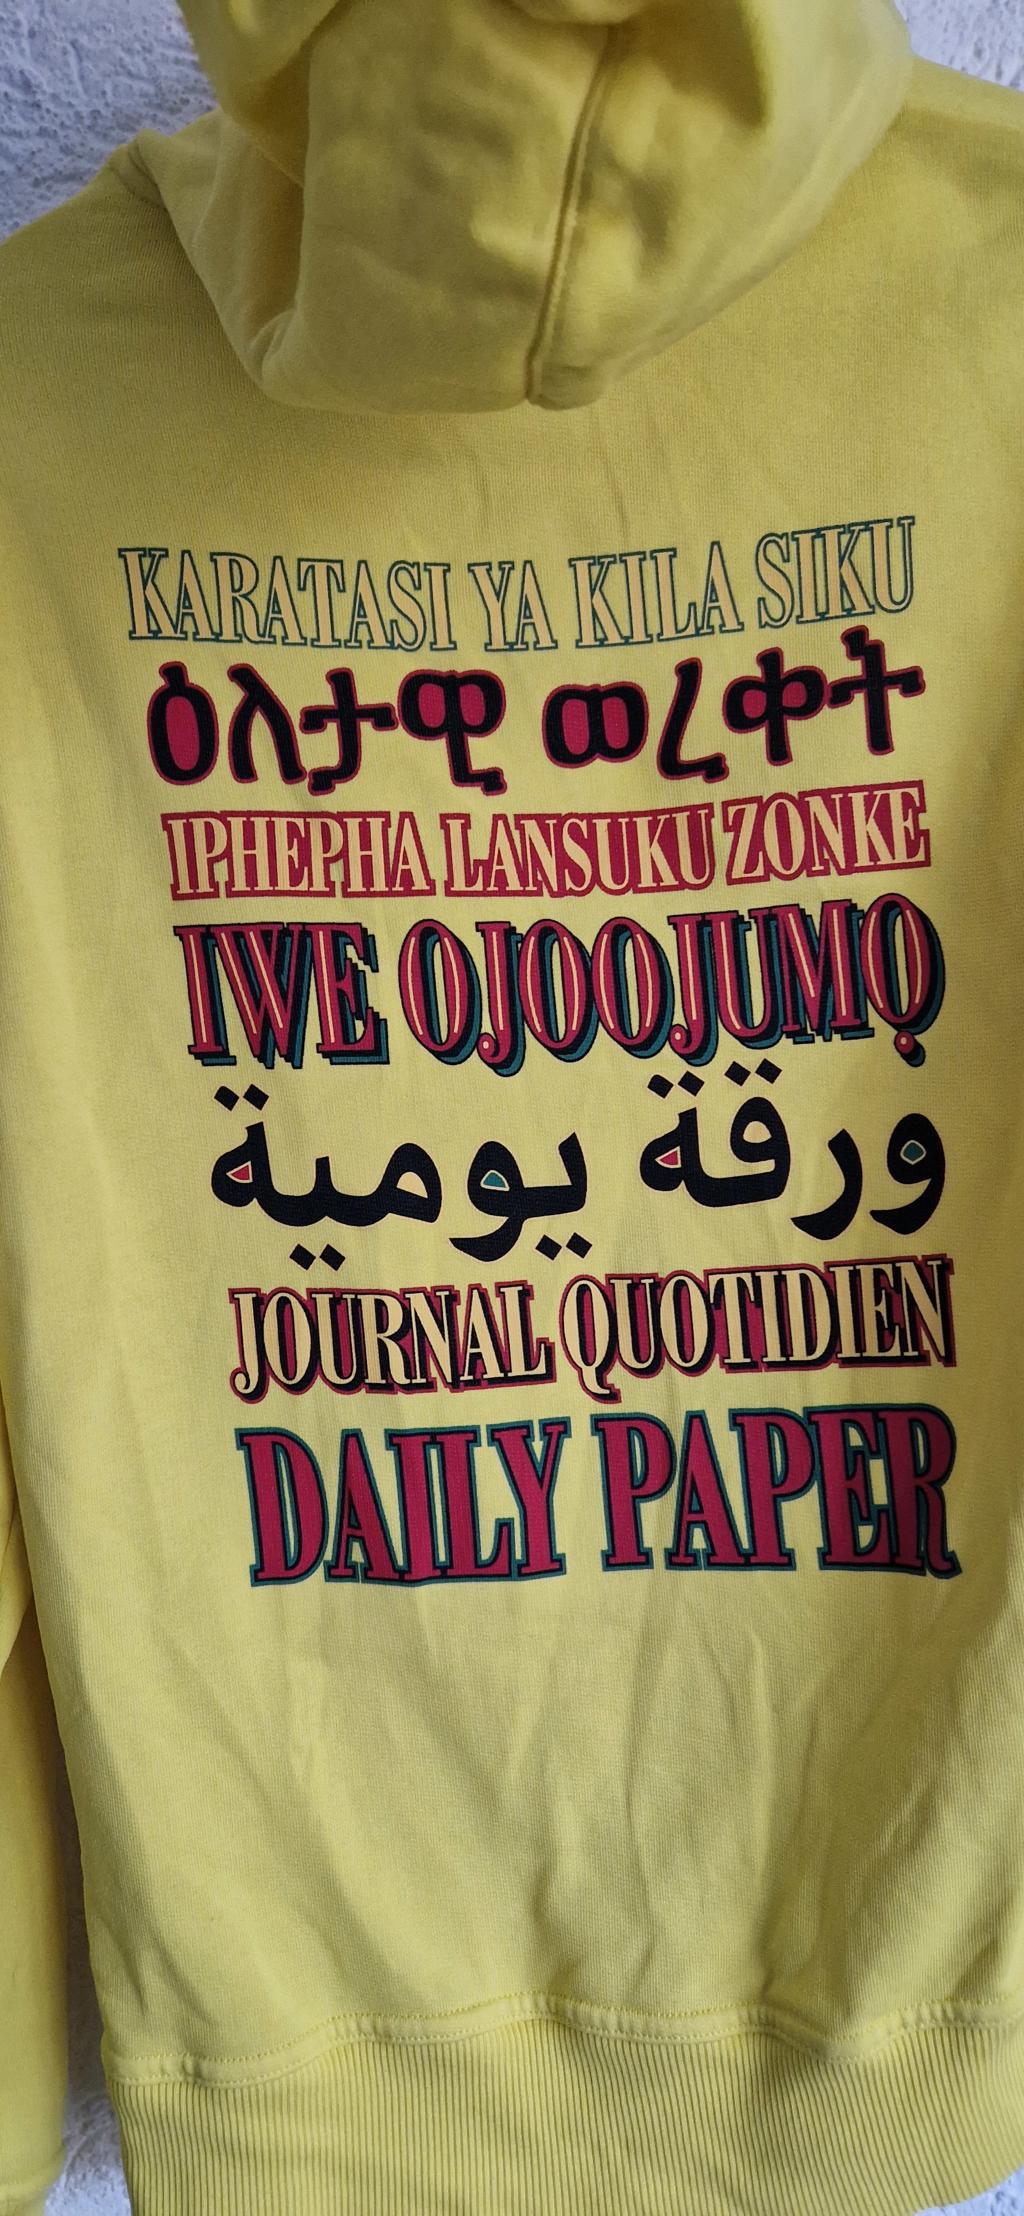 KARATASI YA KILA SIKU
ዕለታዊ ወረቀት
IPHEPHA LANSUKU ZONKE
IWE OJOOJUMỌ
ورقة يومية
JOURNAL QUOTIDIEN
DAILY PAPER